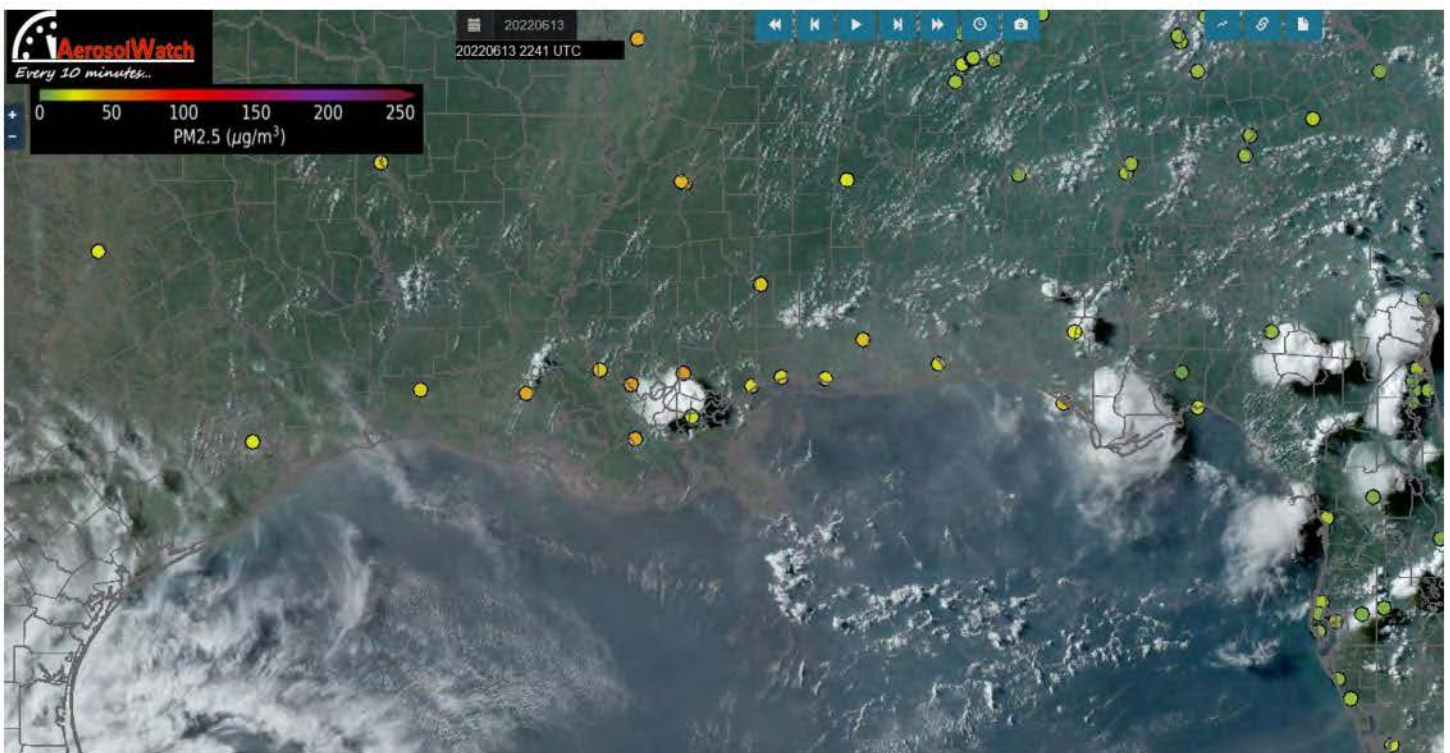 AerosolWatch
Every 10 minutes...
20220613
20220613 2241 UTC
0 50 100 150 200 250
PM2.5 (µg/m³)
+
−